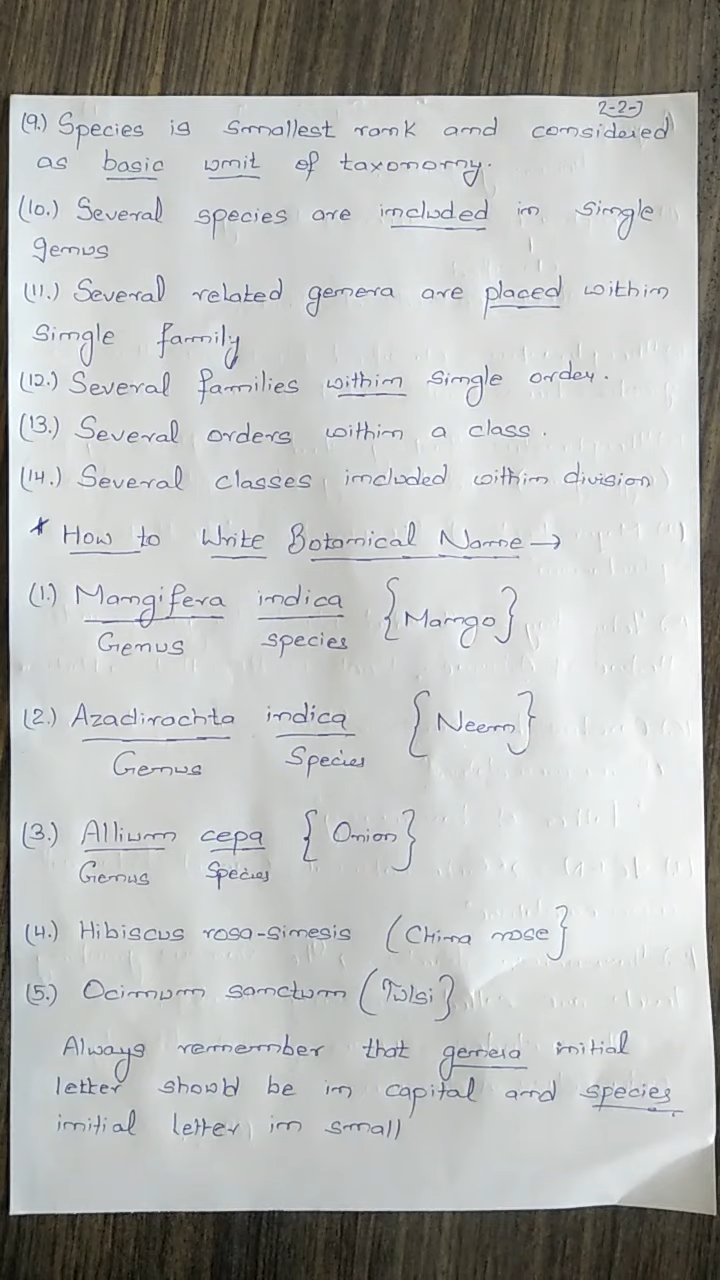 2-2-J
(9.) Species is smallest rank and considered
as basic unit of taxonomy.
(10.) Several species are included in single
genus
(11.) Several related genera are placed within
single family
(12.) Several families within single order.
(13.) Several orders within a class.
(14.) Several classes included within division
* How to Write Botanical Name →
(1.) Mangifera indica {Mango}
Genus species
(2.) Azadirachta indica {Neem}
Genus Species
(3.) Allium cepa {Onion}
Genus Species
(4.) Hibiscus rosa-sinesis (China rose}
(5.) Ocimum sanctum (Tulsi}
Always remember that genera initial
letter should be in capital and species
initial letter in small